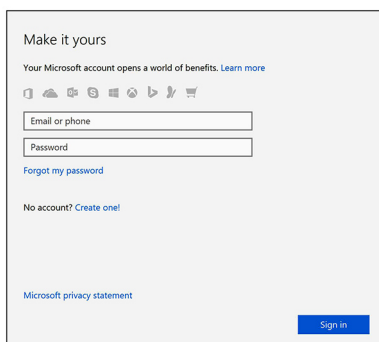 Make it yours
Your Microsoft account opens a world of benefits. Learn more
Email or phone
Password
Forgot my password
No account? Create one!
Microsoft privacy statement
Sign in